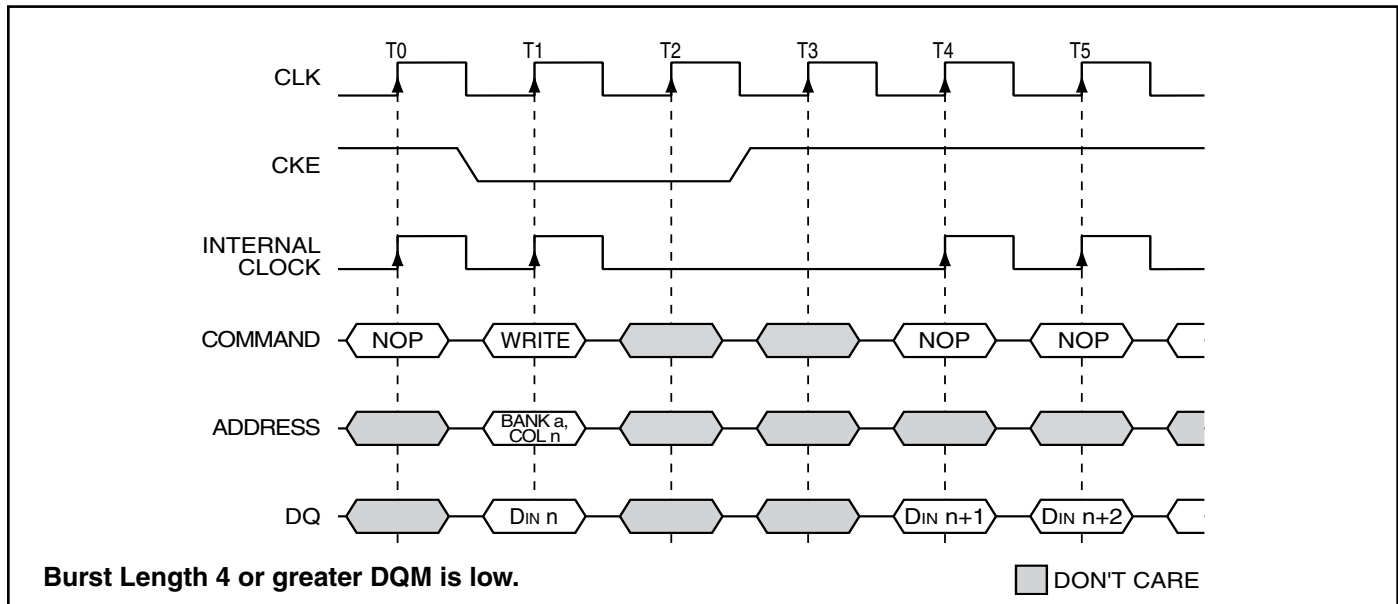 T0 T1 T2 T3 T4 T5
CLK
CKE
INTERNAL
CLOCK
COMMAND NOP WRITE NOP NOP
ADDRESS BANK a,
COL n
DQ DIN n DIN n+1 DIN n+2
Burst Length 4 or greater DQM is low.
DON'T CARE